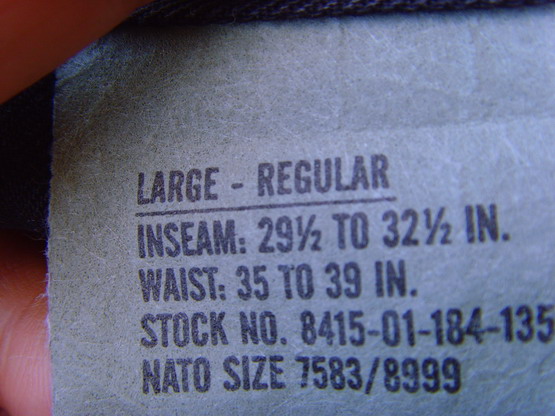 LARGE - REGULAR
INSEAM: 29½ TO 32½ IN.
WAIST: 35 TO 39 IN.
STOCK NO. 8415-01-184-135
NATO SIZE 7583/8999